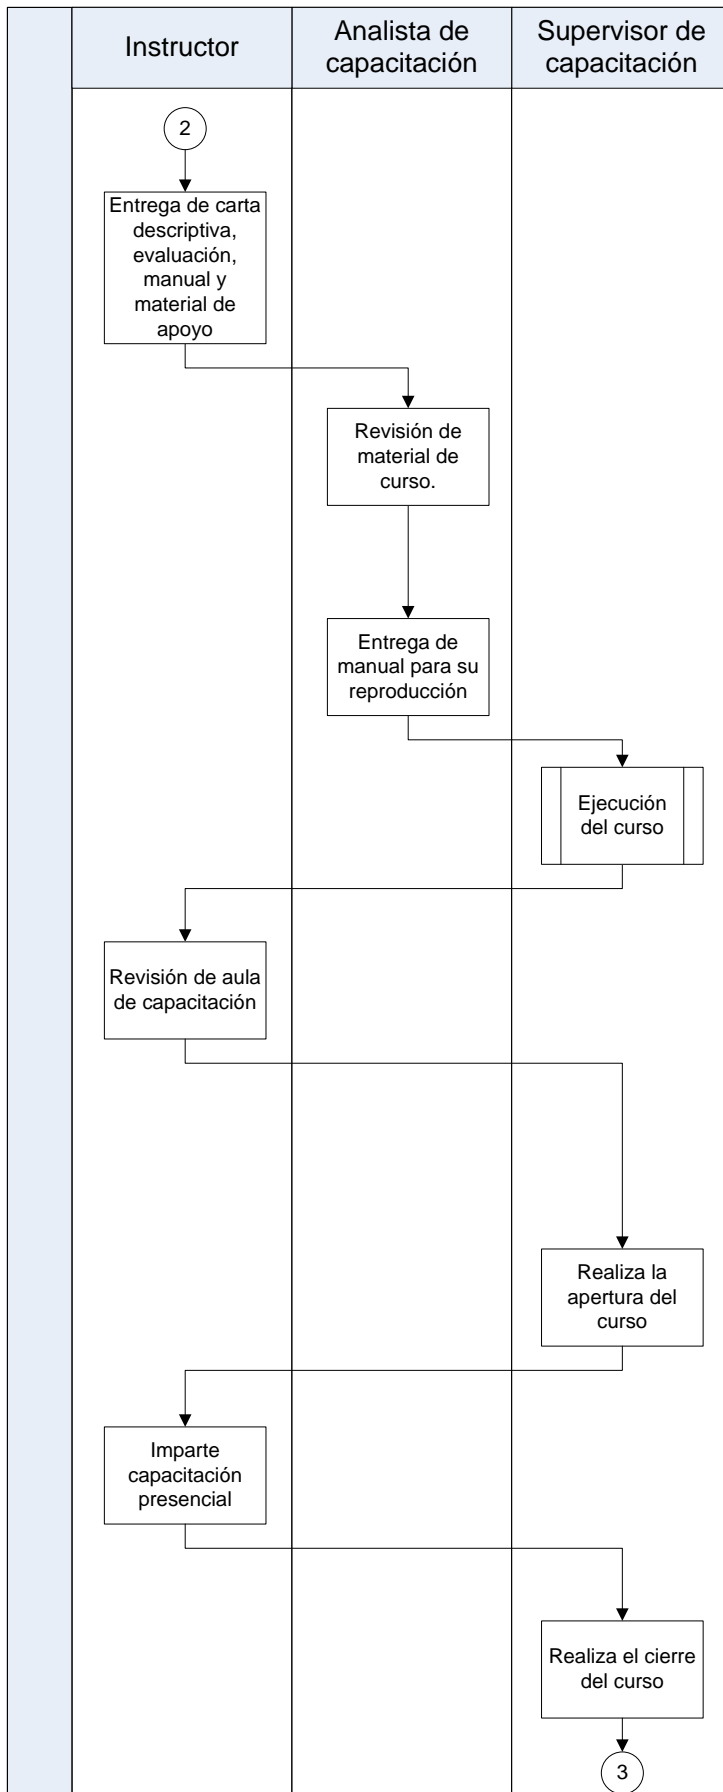 Instructor
Analista de
capacitación
Supervisor de
capacitación
2
Entrega de carta
descriptiva,
evaluación,
manual y
material de
apoyo
Revisión de
material de
curso.
Entrega de
manual para su
reproducción
Ejecución
del curso
Revisión de aula
de capacitación
Realiza la
apertura del
curso
Imparte
capacitación
presencial
Realiza el cierre
del curso
3